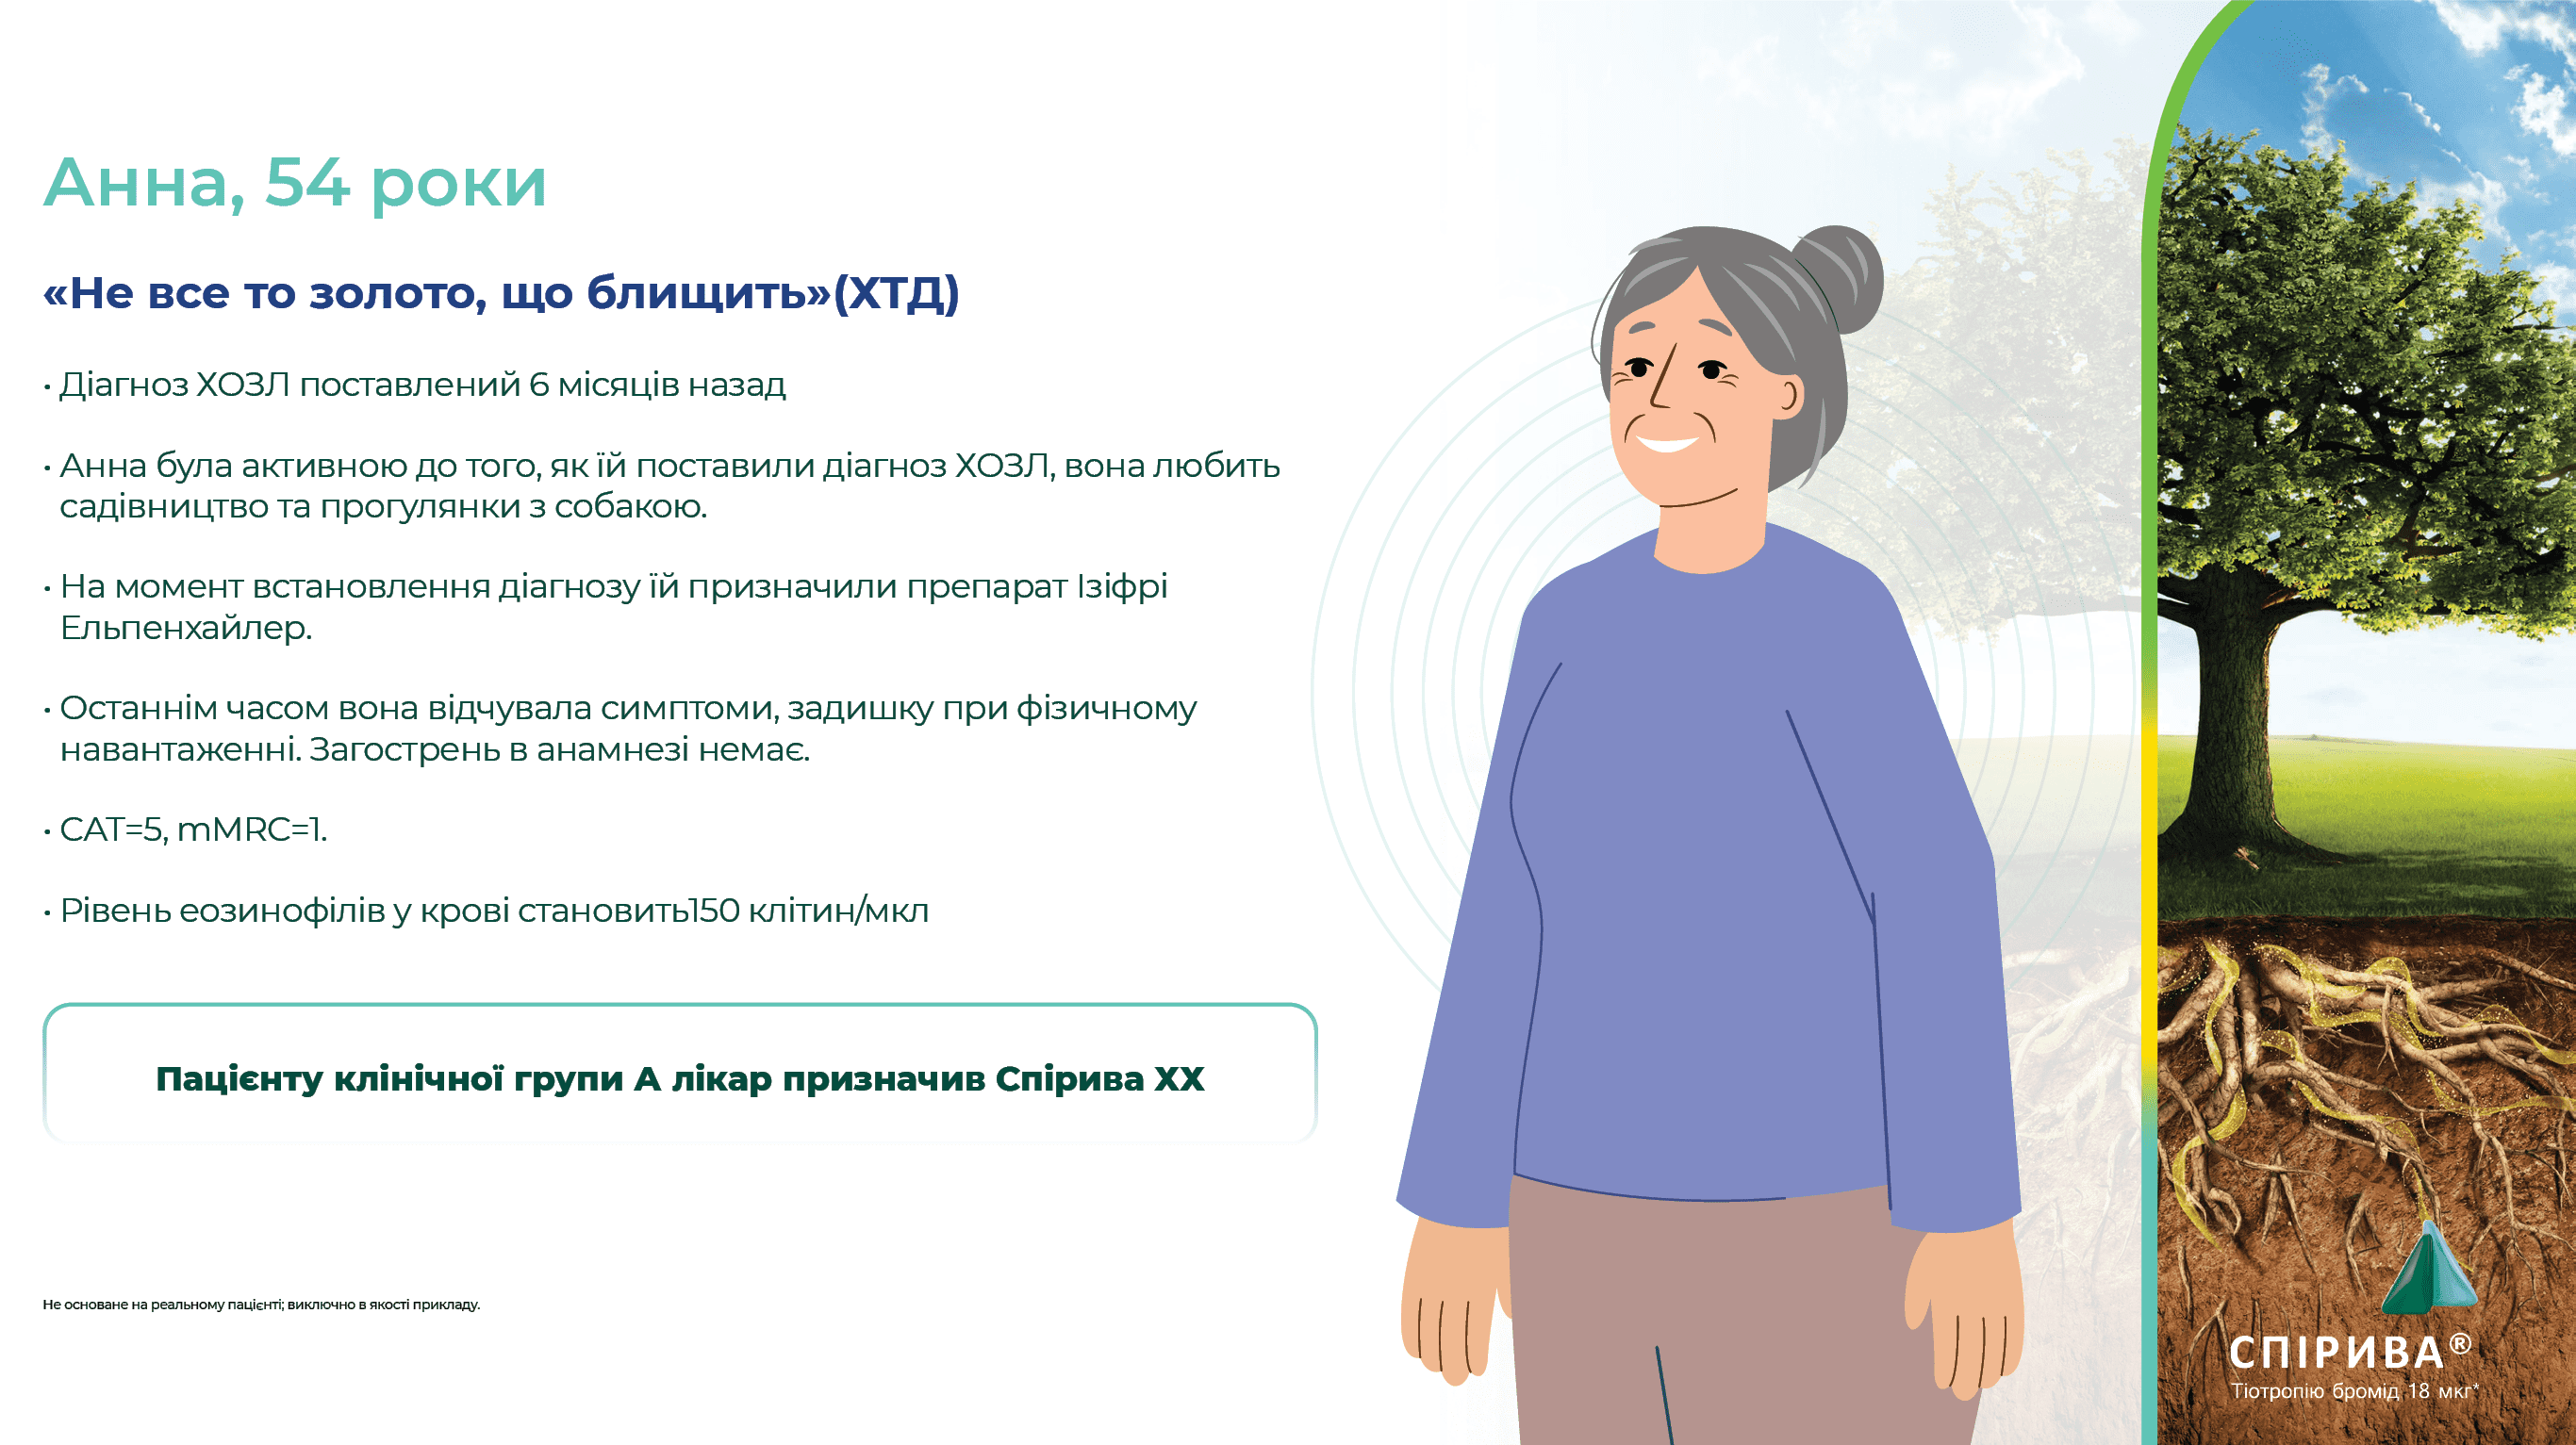 Анна, 54 роки
«Не все то золото, що блищить»(ХТД)
• Діагноз ХОЗЛ поставлений 6 місяців назад
• Анна була активною до того, як їй поставили діагноз ХОЗЛ, вона любить
садівництво та прогулянки з собакою.
• На момент встановлення діагнозу їй призначили препарат Ізіфрі
Ельпенхайлер.
• Останнім часом вона відчувала симптоми, задишку при фізичному
навантаженні. Загострень в анамнезі немає.
• CAT=5, mMRC=1.
• Рівень еозинофілів у крові становить150 клітин/мкл
Пацієнту клінічної групи А лікар призначив Спірива ХХ
Не основане на реальному пацієнті; виключно в якості прикладу.
СПІРИВА®
Тіотропію бромід 18 мкг*